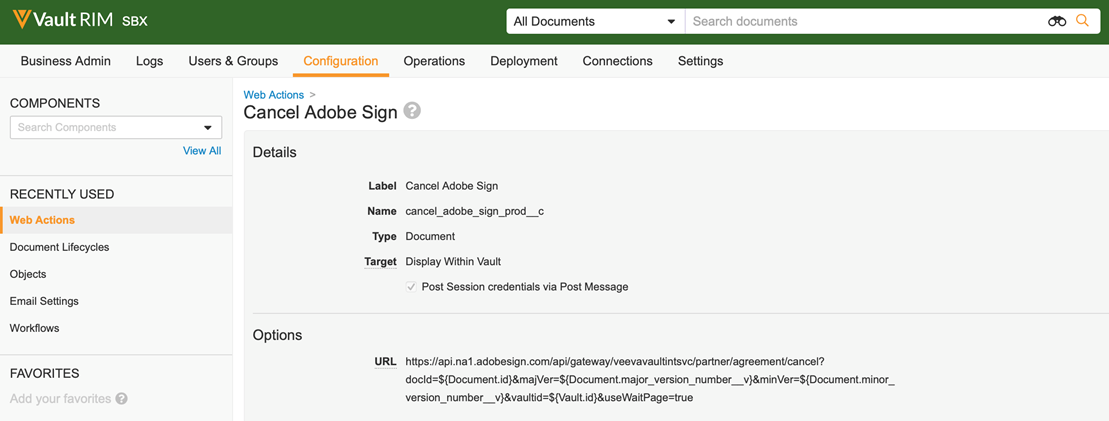 Vault RIM SBX
All Documents
Search documents
Business Admin Logs Users & Groups Configuration Operations Deployment Connections Settings
COMPONENTS
Search Components
View All
RECENTLY USED
Web Actions
Document Lifecycles
Objects
Email Settings
Workflows
FAVORITES
Add your favorites ?
Web Actions >
Cancel Adobe Sign ?
Details
Label Cancel Adobe Sign
Name cancel_adobe_sign_prod__c
Type Document
Target Display Within Vault
Post Session credentials via Post Message
Options
URL https://api.na1.adobesign.com/api/gateway/veevavaultintsvc/partner/agreement/cancel?
docId=${Document.id}&majVer=${Document.major_version_number__v}&minVer=${Document.minor_
version_number__v}&vaultid=${Vault.id}&useWaitPage=true